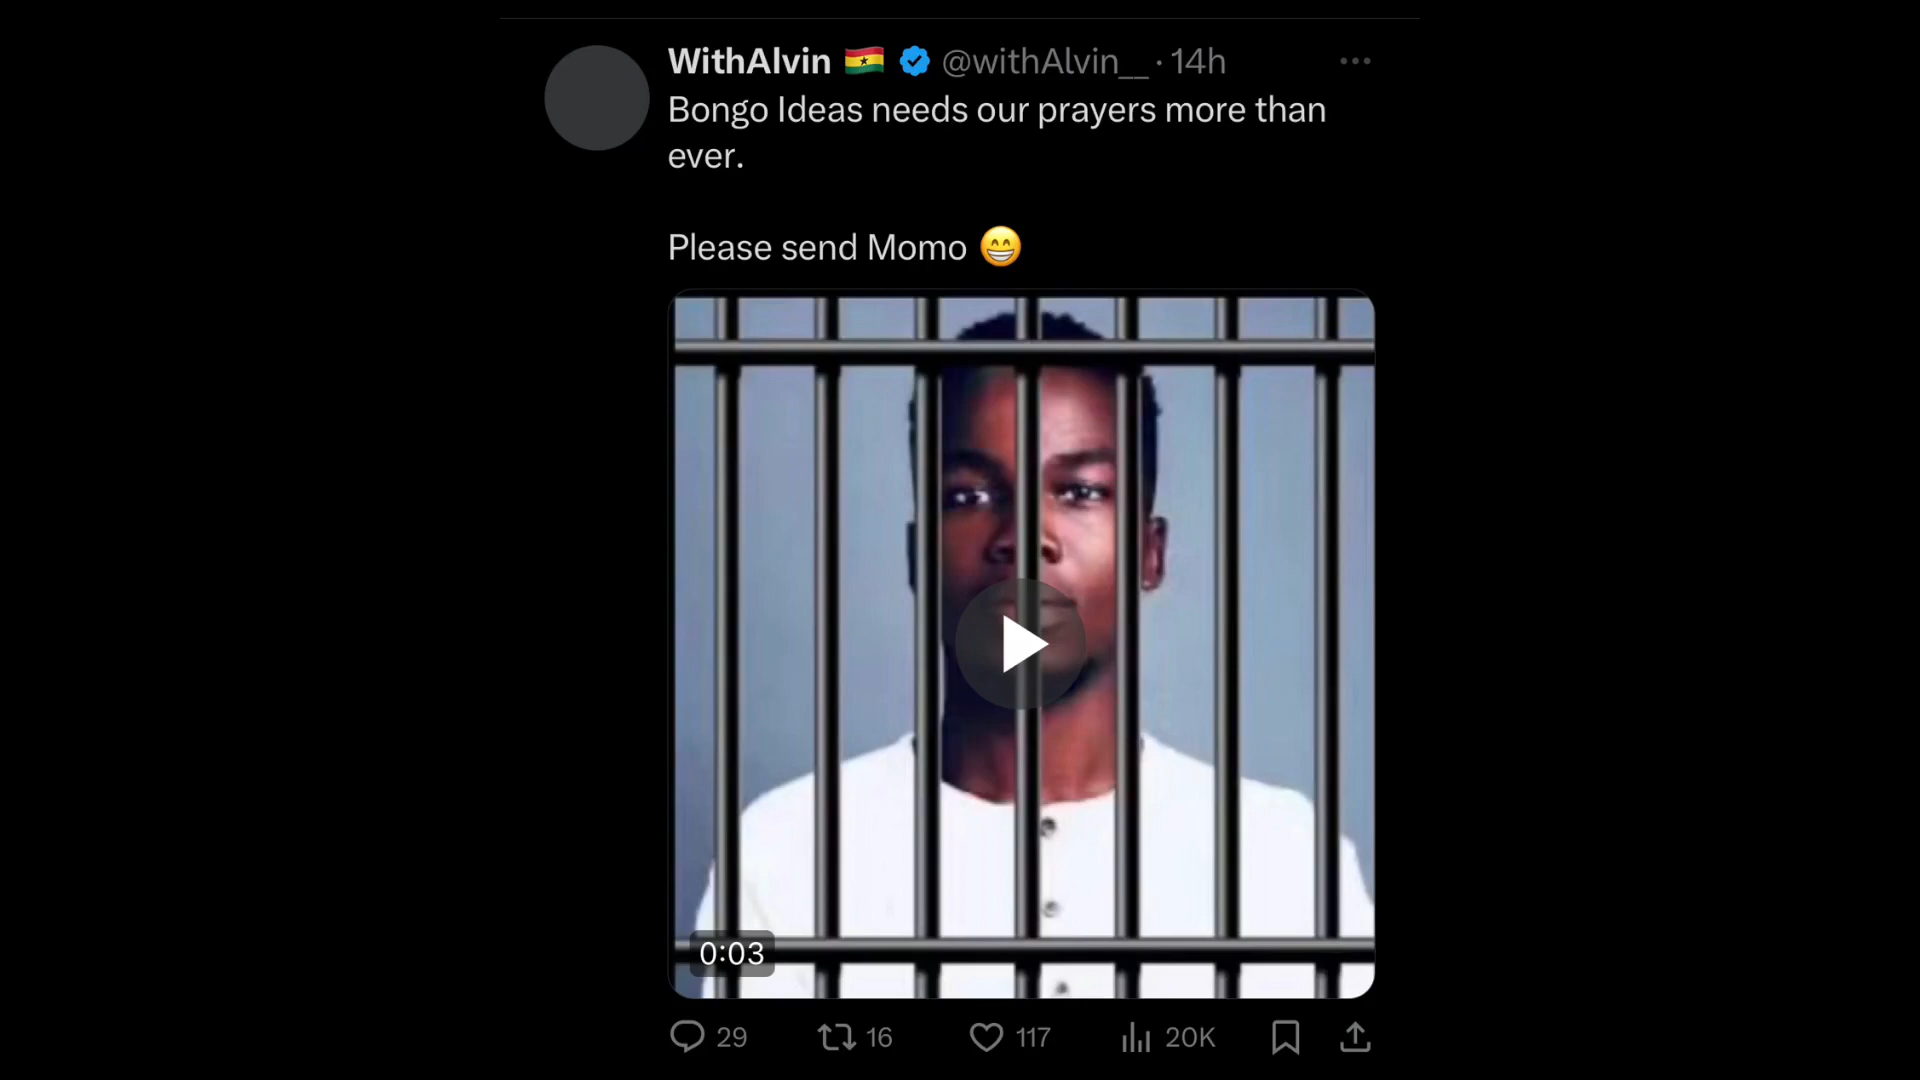 WithAlvin 🇬🇭 @withAlvin__ · 14h
Bongo Ideas needs our prayers more than
ever.
Please send Momo 😁
0:03
29 16 117 20K